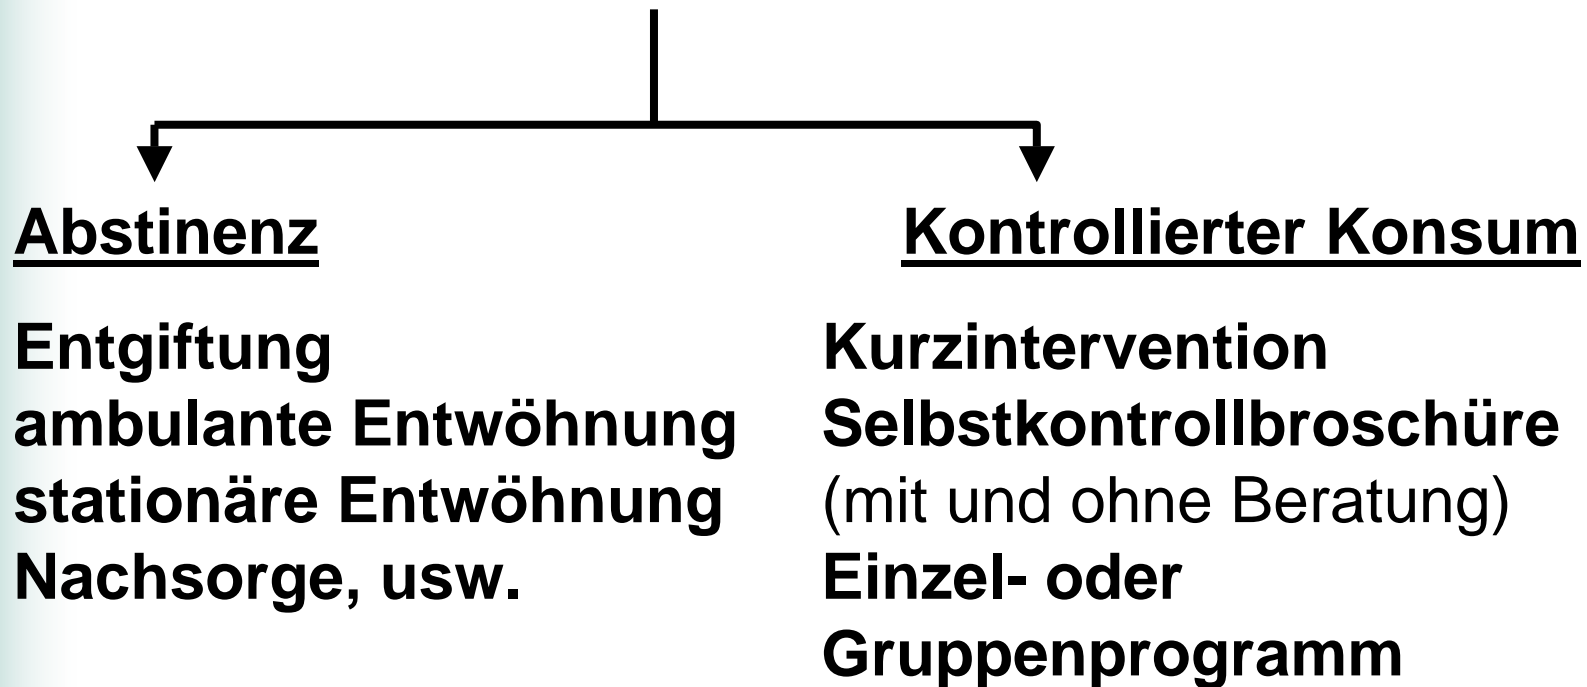 Abstinenz
Entgiftung
ambulante Entwöhnung
stationäre Entwöhnung
Nachsorge, usw.
Kontrollierter Konsum
Kurzintervention
Selbstkontrollbroschüre
(mit und ohne Beratung)
Einzel- oder
Gruppenprogramm